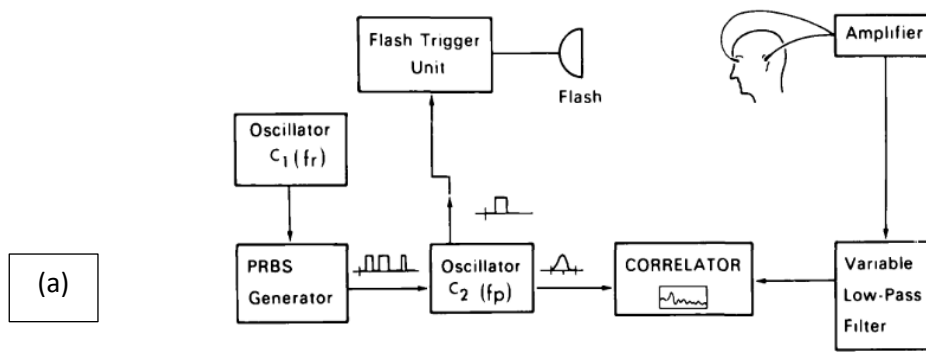 Flash Trigger
Unit
Flash
Amplifier
Oscillator
C1 (fr)
(a)
PRBS
Generator
Oscillator
C2 (fp)
CORRELATOR
Variable
Low-Pass
Filter